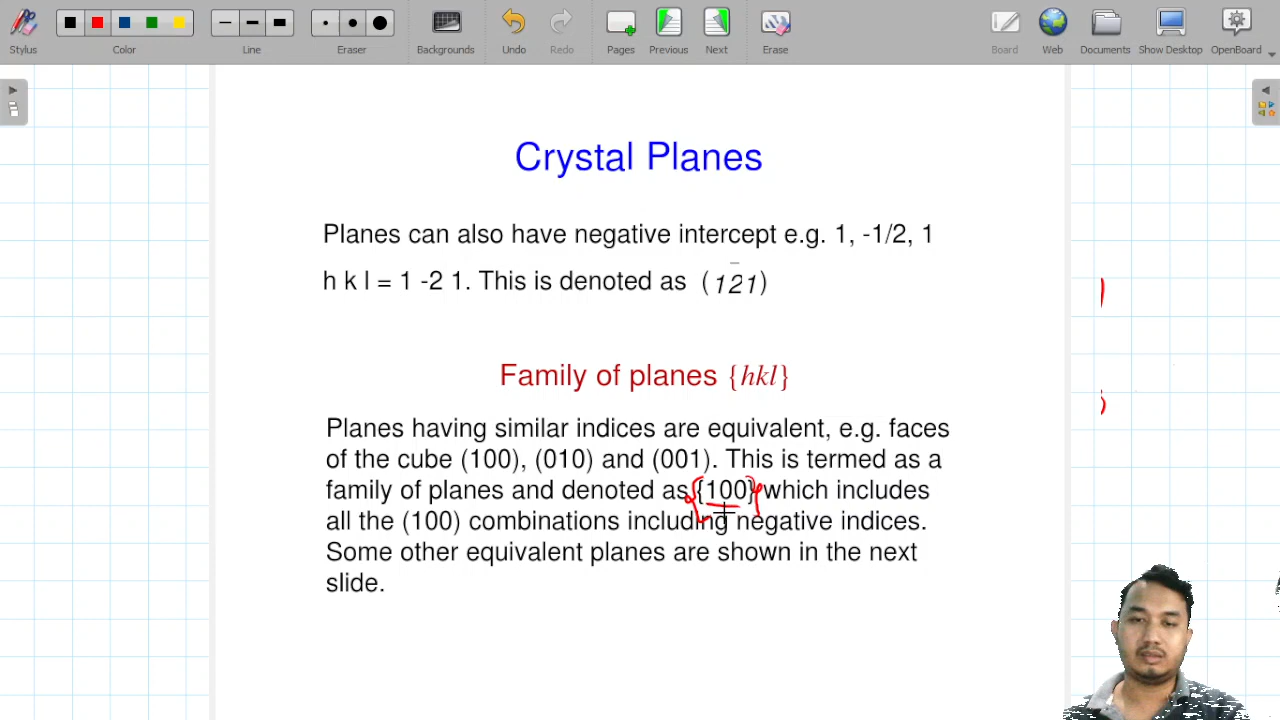 Stylus Color Line Eraser Backgrounds Undo Redo Pages Previous Next Erase Board Web Documents Show Desktop OpenBoard
Crystal Planes
Planes can also have negative intercept e.g. 1, -1/2, 1
h k l = 1 -2 1. This is denoted as (12̅1)
Family of planes {hkl}
Planes having similar indices are equivalent, e.g. faces
of the cube (100), (010) and (001). This is termed as a
family of planes and denoted as {100} which includes
all the (100) combinations including negative indices.
Some other equivalent planes are shown in the next
slide.